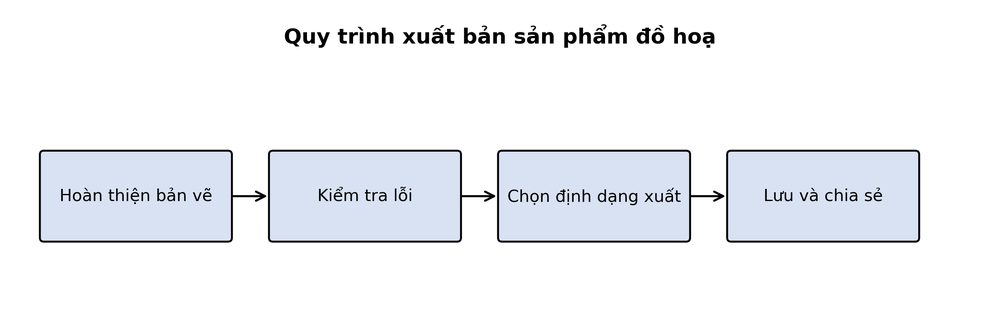 Quy trình xuất bản sản phẩm đồ hoạ
Hoàn thiện bản vẽ
Kiểm tra lỗi
Chọn định dạng xuất
Lưu và chia sẻ